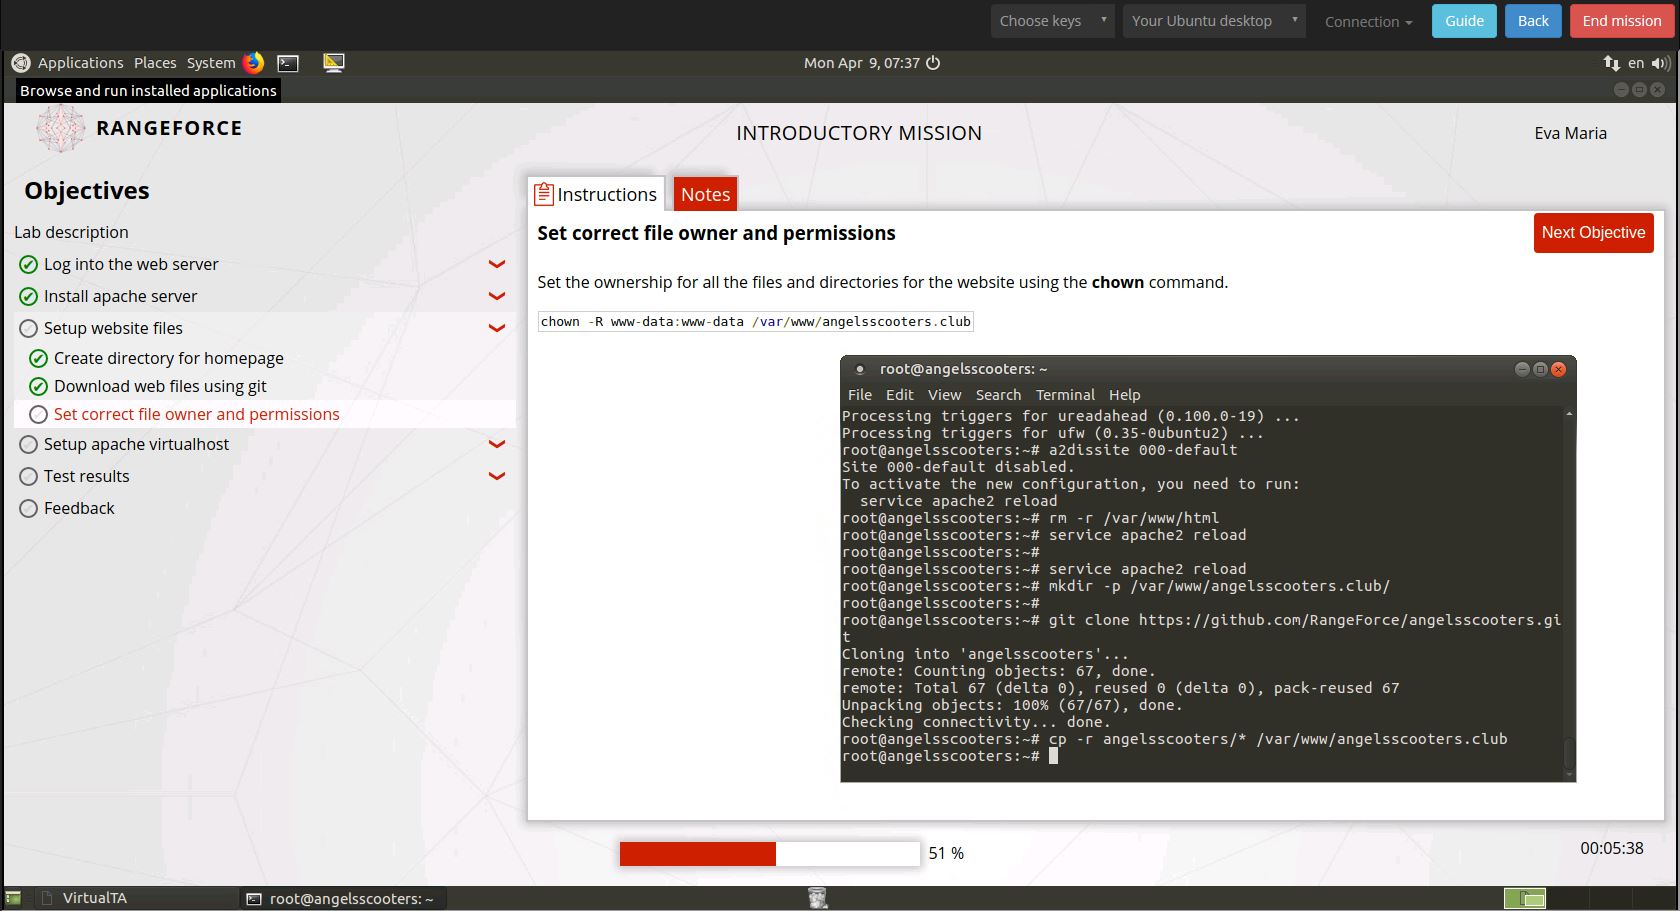 Choose keys
Your Ubuntu desktop
Connection
Guide
Back
End mission
Applications Places System
Mon Apr 9, 07:37
en
Browse and run installed applications
RANGEFORCE
INTRODUCTORY MISSION
Eva Maria
Objectives
Lab description
Log into the web server
Install apache server
Setup website files
Create directory for homepage
Download web files using git
Set correct file owner and permissions
Setup apache virtualhost
Test results
Feedback
Instructions
Notes
Set correct file owner and permissions
Next Objective
Set the ownership for all the files and directories for the website using the chown command.
chown -R www-data:www-data /var/www/angelsscooters.club
root@angelsscooters: ~
File Edit View Search Terminal Help
Processing triggers for ureadahead (0.100.0-19) ...
Processing triggers for ufw (0.35-0ubuntu2) ...
root@angelsscooters:~# a2dissite 000-default
Site 000-default disabled.
To activate the new configuration, you need to run:
  service apache2 reload
root@angelsscooters:~# rm -r /var/www/html
root@angelsscooters:~# service apache2 reload
root@angelsscooters:~#
root@angelsscooters:~# service apache2 reload
root@angelsscooters:~# mkdir -p /var/www/angelsscooters.club/
root@angelsscooters:~#
root@angelsscooters:~# git clone https://github.com/RangeForce/angelsscooters.gi
t
Cloning into 'angelsscooters'...
remote: Counting objects: 67, done.
remote: Total 67 (delta 0), reused 0 (delta 0), pack-reused 67
Unpacking objects: 100% (67/67), done.
Checking connectivity... done.
root@angelsscooters:~# cp -r angelsscooters/* /var/www/angelsscooters.club
root@angelsscooters:~#
51 %
00:05:38
VirtualTA
root@angelsscooters: ~